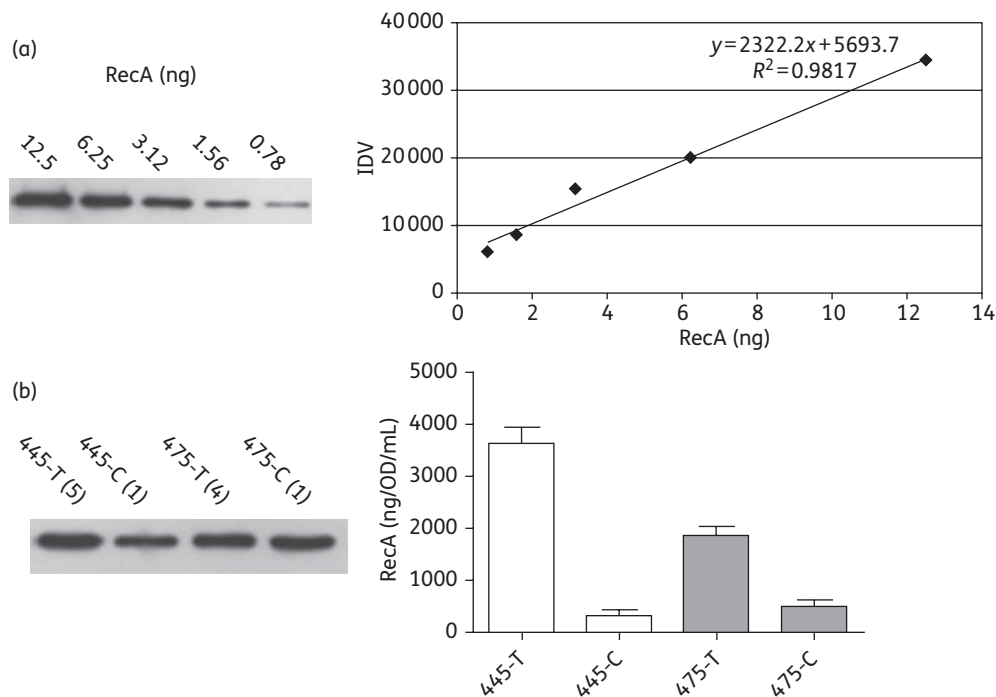 (a)
RecA (ng)
12.5 6.25 3.12 1.56 0.78
40 000
30 000
20 000
10 000
0
IDV
y=2322.2x+5693.7
R²=0.9817
0 2 4 6 8 10 12 14
RecA (ng)
(b)
445-T (5) 445-C (1) 475-T (4) 475-C (1)
5000
4000
3000
2000
1000
0
RecA (ng/OD/mL)
445-T 445-C 475-T 475-C